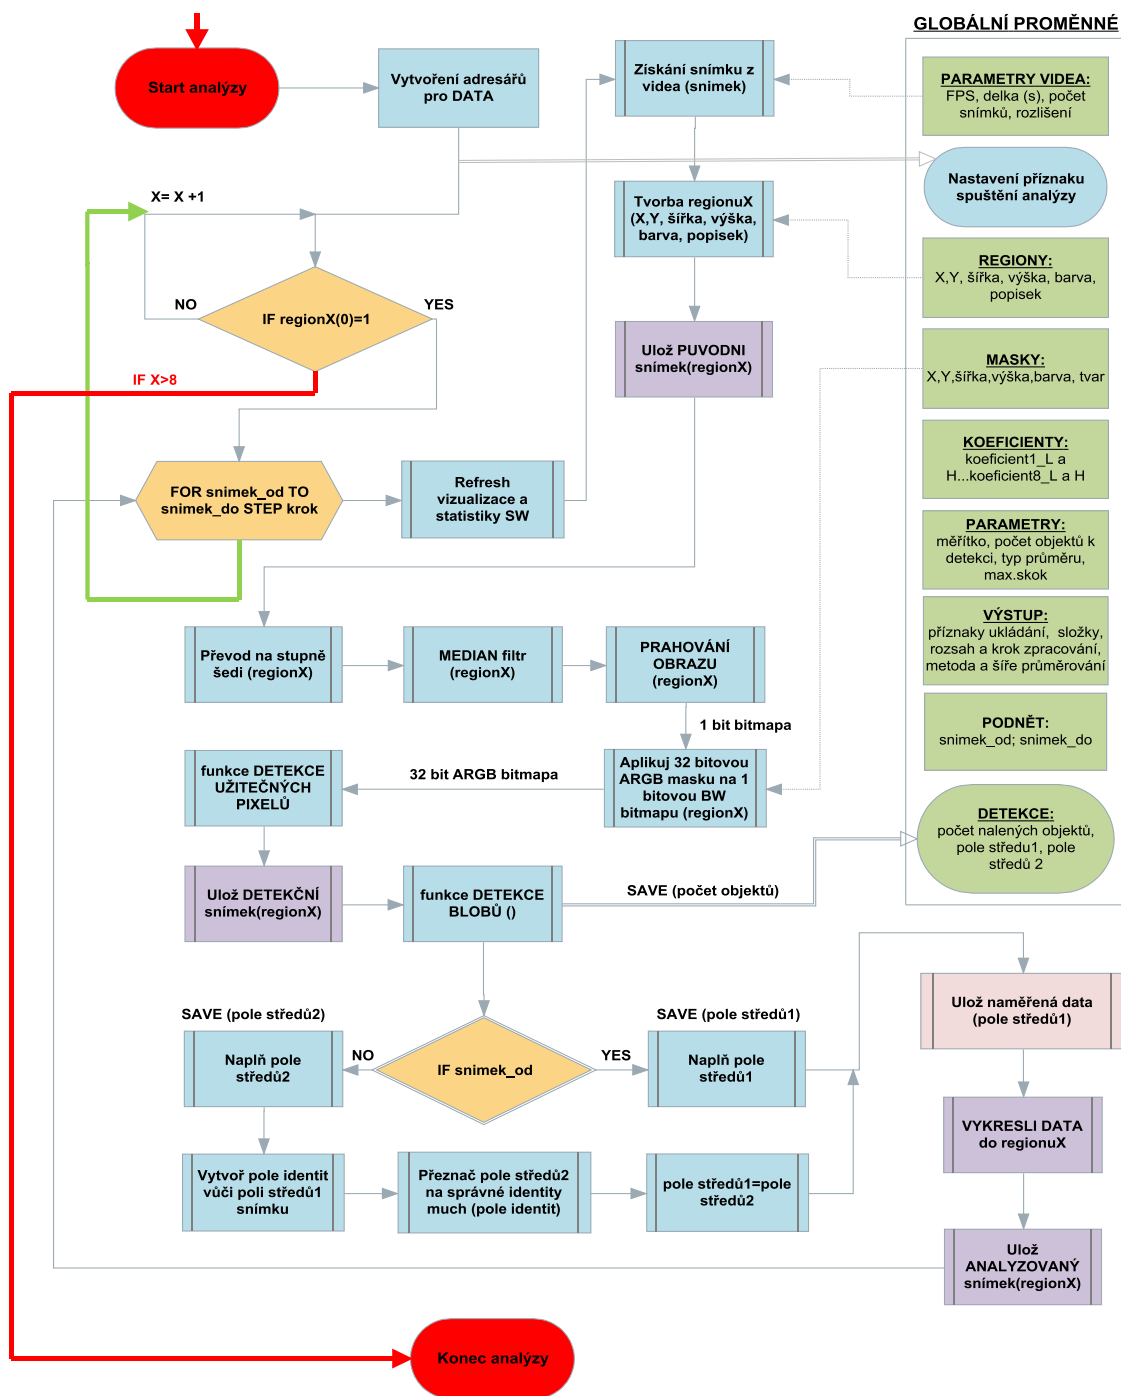 GLOBÁLNÍ PROMĚNNÉ
Start analýzy
Vytvoření adresářů
pro DATA
Získání snímku z
videa (snimek)
PARAMETRY VIDEA:
FPS, delka (s), počet
snímků, rozlišení
Nastavení příznaku
spuštění analýzy
X= X +1
Tvorba regionuX
(X,Y, šířka, výška,
barva, popisek)
REGIONY:
X,Y, šířka, výška, barva,
popisek
NO
YES
IF regionX(0)=1
Ulož PUVODNI
snímek(regionX)
IF X>8
MASKY:
X,Y,šířka,výška,barva, tvar
KOEFICIENTY:
koeficient1_L a
H...koeficient8_L a H
FOR snimek_od TO
snimek_do STEP krok
Refresh
vizualizace a
statistiky SW
PARAMETRY:
měřítko, počet objektů k
detekci, typ průměru,
max.skok
VÝSTUP:
příznaky ukládání,  složky,
rozsah a krok zpracování,
metoda a šíře průměrování
Převod na stupně
šedi (regionX)
MEDIAN filtr
(regionX)
PRAHOVÁNÍ
OBRAZU
(regionX)
1 bit bitmapa
PODNĚT:
snimek_od; snimek_do
funkce DETEKCE
UŽITEČNÝCH
PIXELŮ
32 bit ARGB bitmapa
Aplikuj 32 bitovou
ARGB masku na 1
bitovou BW
bitmapu (regionX)
DETEKCE:
počet nalených objektů,
pole středu1, pole
středů 2
Ulož DETEKČNÍ
snímek(regionX)
funkce DETEKCE
BLOBŮ ()
SAVE (počet objektů)
SAVE (pole středů2)
SAVE (pole středů1)
Ulož naměřená data
(pole středů1)
Naplň pole
středů2
NO
IF snimek_od
YES
Naplň pole
středů1
VYKRESLI DATA
do regionuX
Vytvoř pole identit
vůči poli středů1
snímku
Přeznač pole středů2
na správné identity
much (pole identit)
pole středů1=pole
středů2
Ulož
ANALYZOVANÝ
snímek(regionX)
Konec analýzy